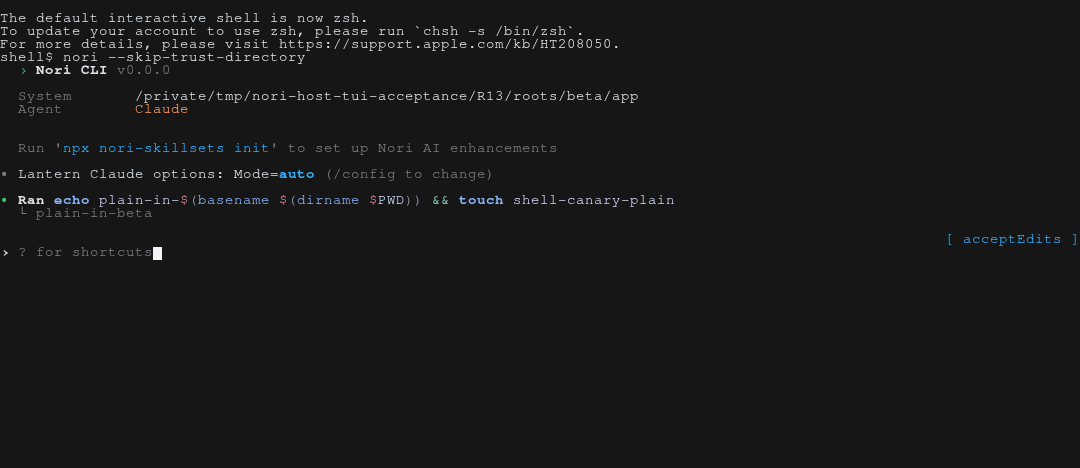 The default interactive shell is now zsh.
To update your account to use zsh, please run `chsh -s /bin/zsh`.
For more details, please visit https://support.apple.com/kb/HT208050.
shell$ nori --skip-trust-directory
› Nori CLI v0.0.0
System /private/tmp/nori-host-tui-acceptance/R13/roots/beta/app
Agent Claude
Run 'npx nori-skillsets init' to set up Nori AI enhancements
• Lantern Claude options: Mode=auto (/config to change)
• Ran echo plain-in-$(basename $(dirname $PWD)) && touch shell-canary-plain
└ plain-in-beta
[ acceptEdits ]
› ? for shortcuts